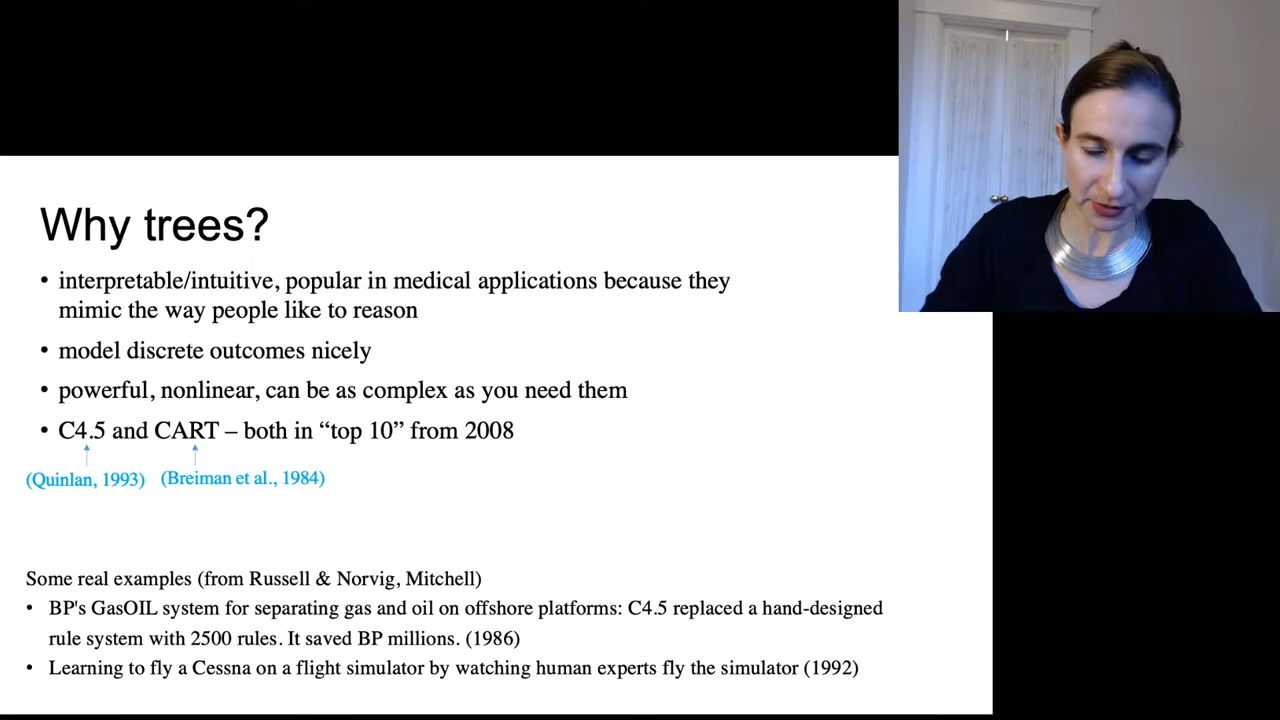 Why trees?
• interpretable/intuitive, popular in medical applications because they
mimic the way people like to reason
• model discrete outcomes nicely
• powerful, nonlinear, can be as complex as you need them
• C4.5 and CART – both in “top 10” from 2008
(Quinlan, 1993) (Breiman et al., 1984)
Some real examples (from Russell & Norvig, Mitchell)
• BP's GasOIL system for separating gas and oil on offshore platforms: C4.5 replaced a hand-designed
rule system with 2500 rules. It saved BP millions. (1986)
• Learning to fly a Cessna on a flight simulator by watching human experts fly the simulator (1992)